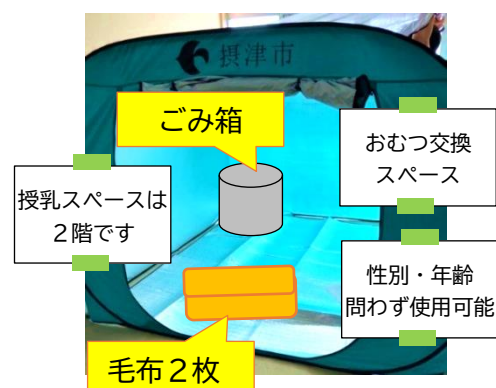 摂津市
ごみ箱
おむつ交換
スペース
授乳スペースは
２階です
性別・年齢
問わず使用可能
毛布２枚